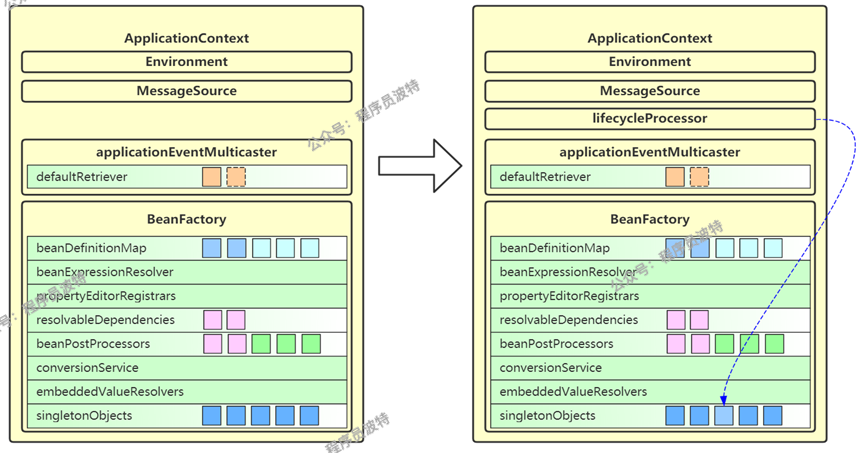 ApplicationContext
Environment
MessageSource
applicationEventMulticaster
defaultRetriever
BeanFactory
beanDefinitionMap
beanExpressionResolver
propertyEditorRegistrars
resolvableDependencies
beanPostProcessors
conversionService
embeddedValueResolvers
singletonObjects
ApplicationContext
Environment
MessageSource
lifecycleProcessor
applicationEventMulticaster
defaultRetriever
BeanFactory
beanDefinitionMap
beanExpressionResolver
propertyEditorRegistrars
resolvableDependencies
beanPostProcessors
conversionService
embeddedValueResolvers
singletonObjects
公众号：程序员波特
公众号：程序员波特
号：程序员波特
程序员波特